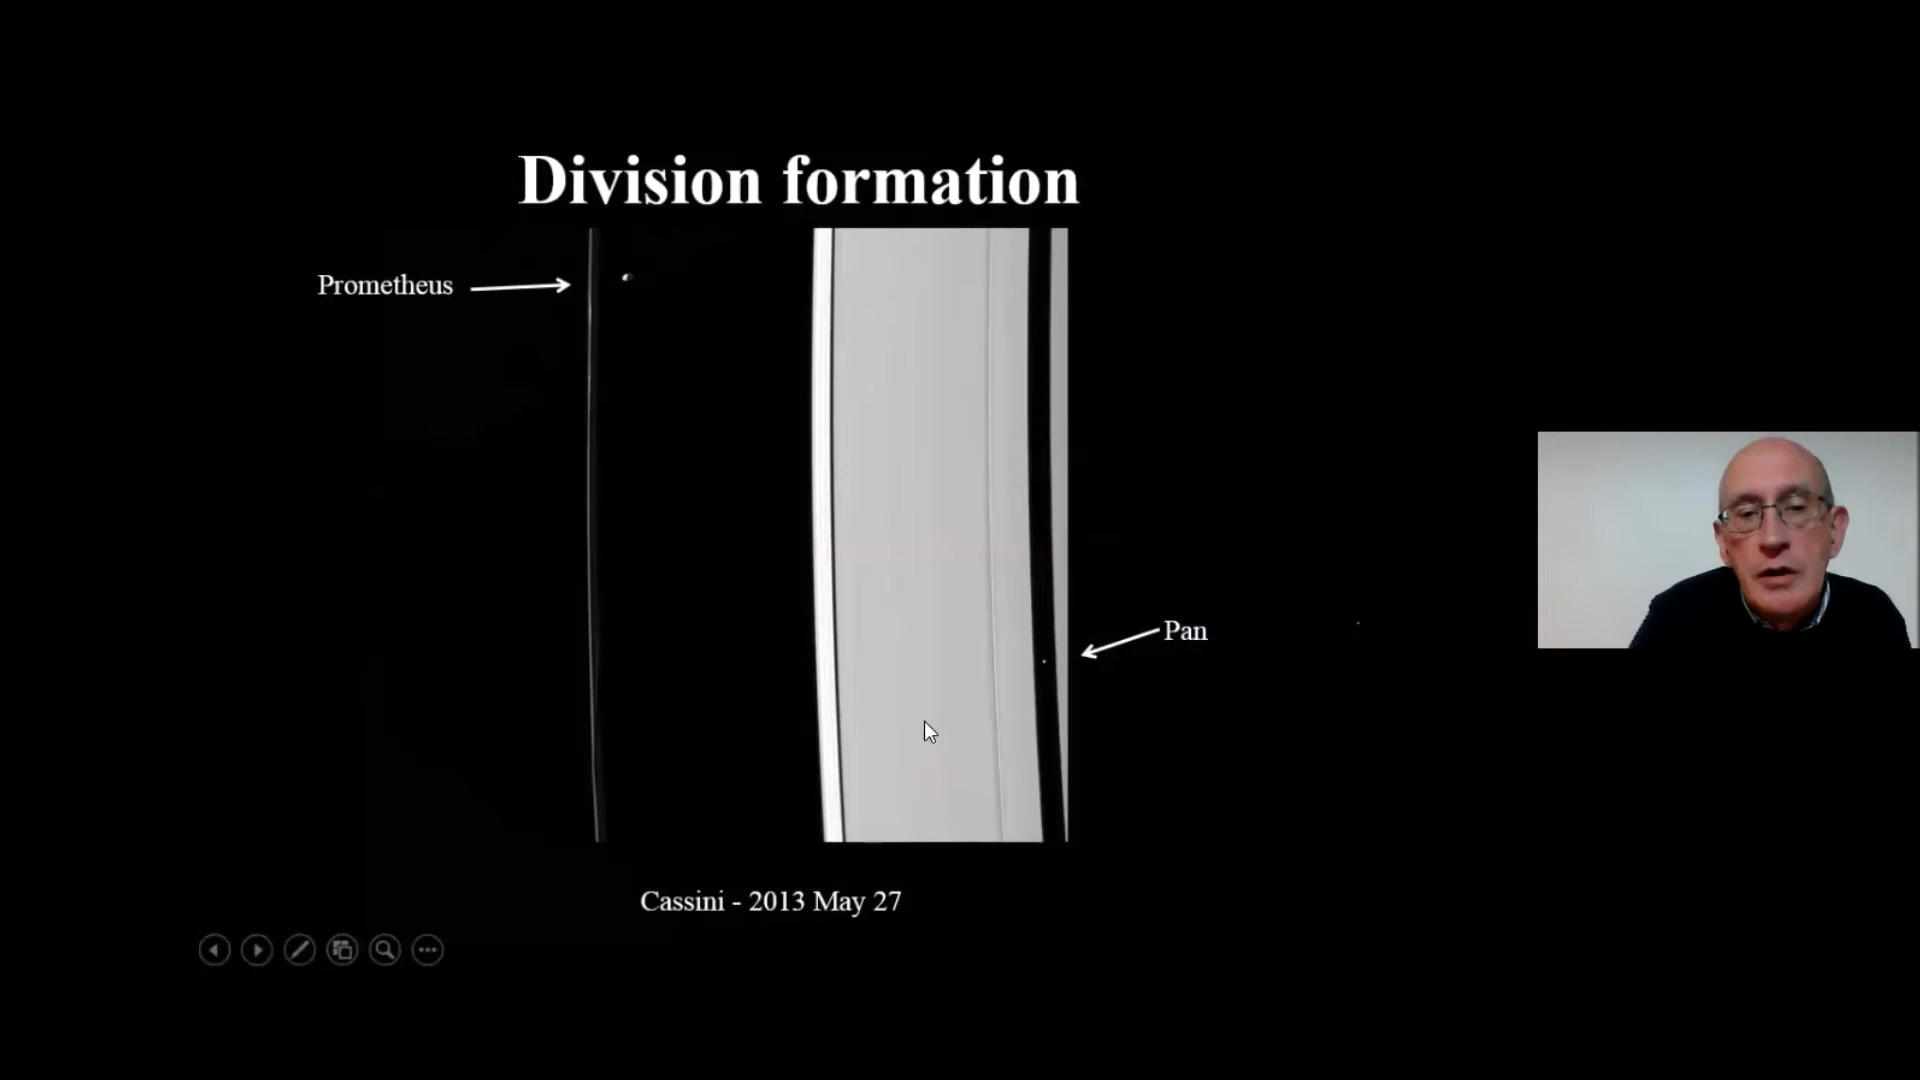 Division formation
Prometheus
Pan
Cassini - 2013 May 27